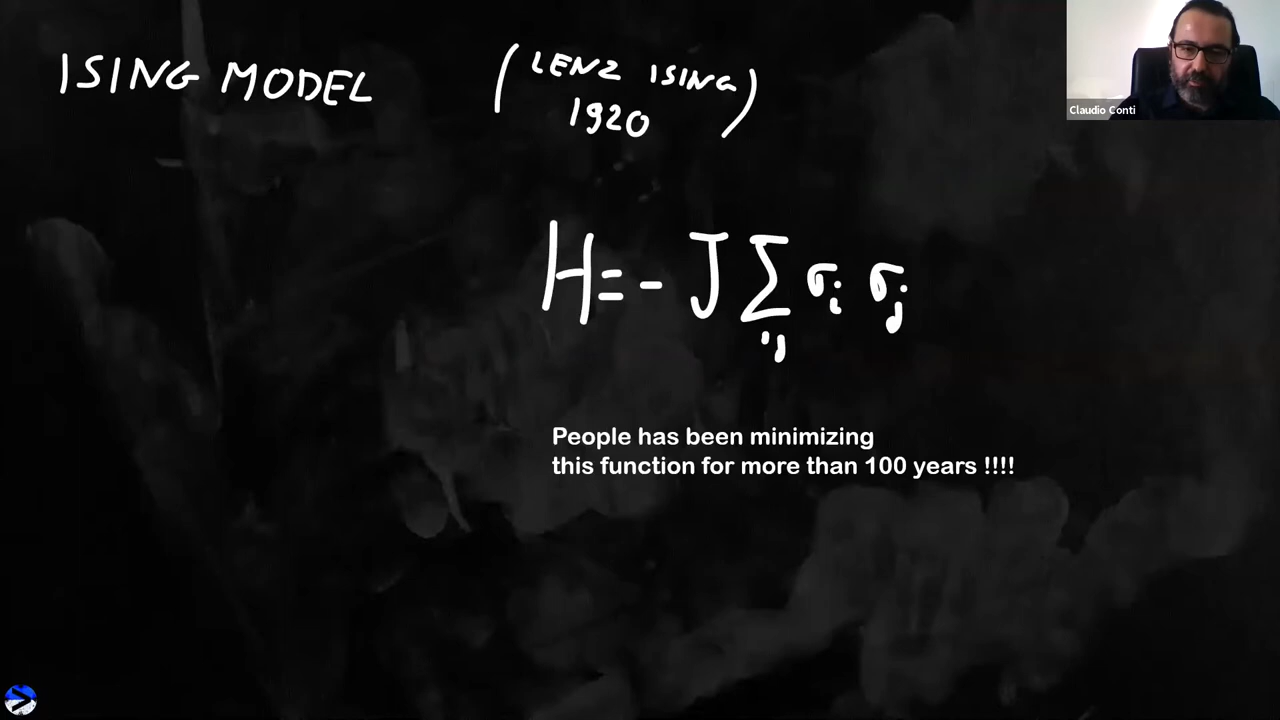 ISING MODEL
(LENZ ISING)
1920
H = - J Σ σi σj
i,j
People has been minimizing
this function for more than 100 years !!!!
Claudio Conti